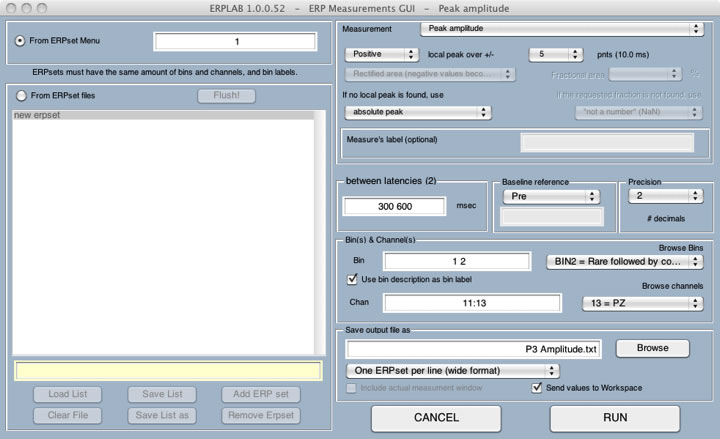 ERPLAB 1.0.0.52 - ERP Measurements GUI - Peak amplitude
From ERPset Menu
1
ERPsets must have the same amount of bins and channels, and bin labels.
From ERPset files
Flush!
new erpset
Load List
Save List
Add ERP set
Clear File
Save List as
Remove Erpset
Measurement
Peak amplitude
Positive
local peak over +/-
5
pnts (10.0 ms)
Rectified area (negative values beco...
Fractional area
%
If no local peak is found, use
If the requested fraction is not found, use
absolute peak
"not a number" (NaN)
Measure's label (optional)
between latencies (2)
300 600
msec
Baseline reference
Pre
Precision
2
# decimals
Bin(s) & Channel(s)
Browse Bins
Bin
1 2
BIN2 = Rare followed by co...
Use bin description as bin label
Browse channels
Chan
11:13
13 = PZ
Save output file as
P3 Amplitude.txt
Browse
One ERPset per line (wide format)
Include actual measument window
Send values to Workspace
CANCEL
RUN